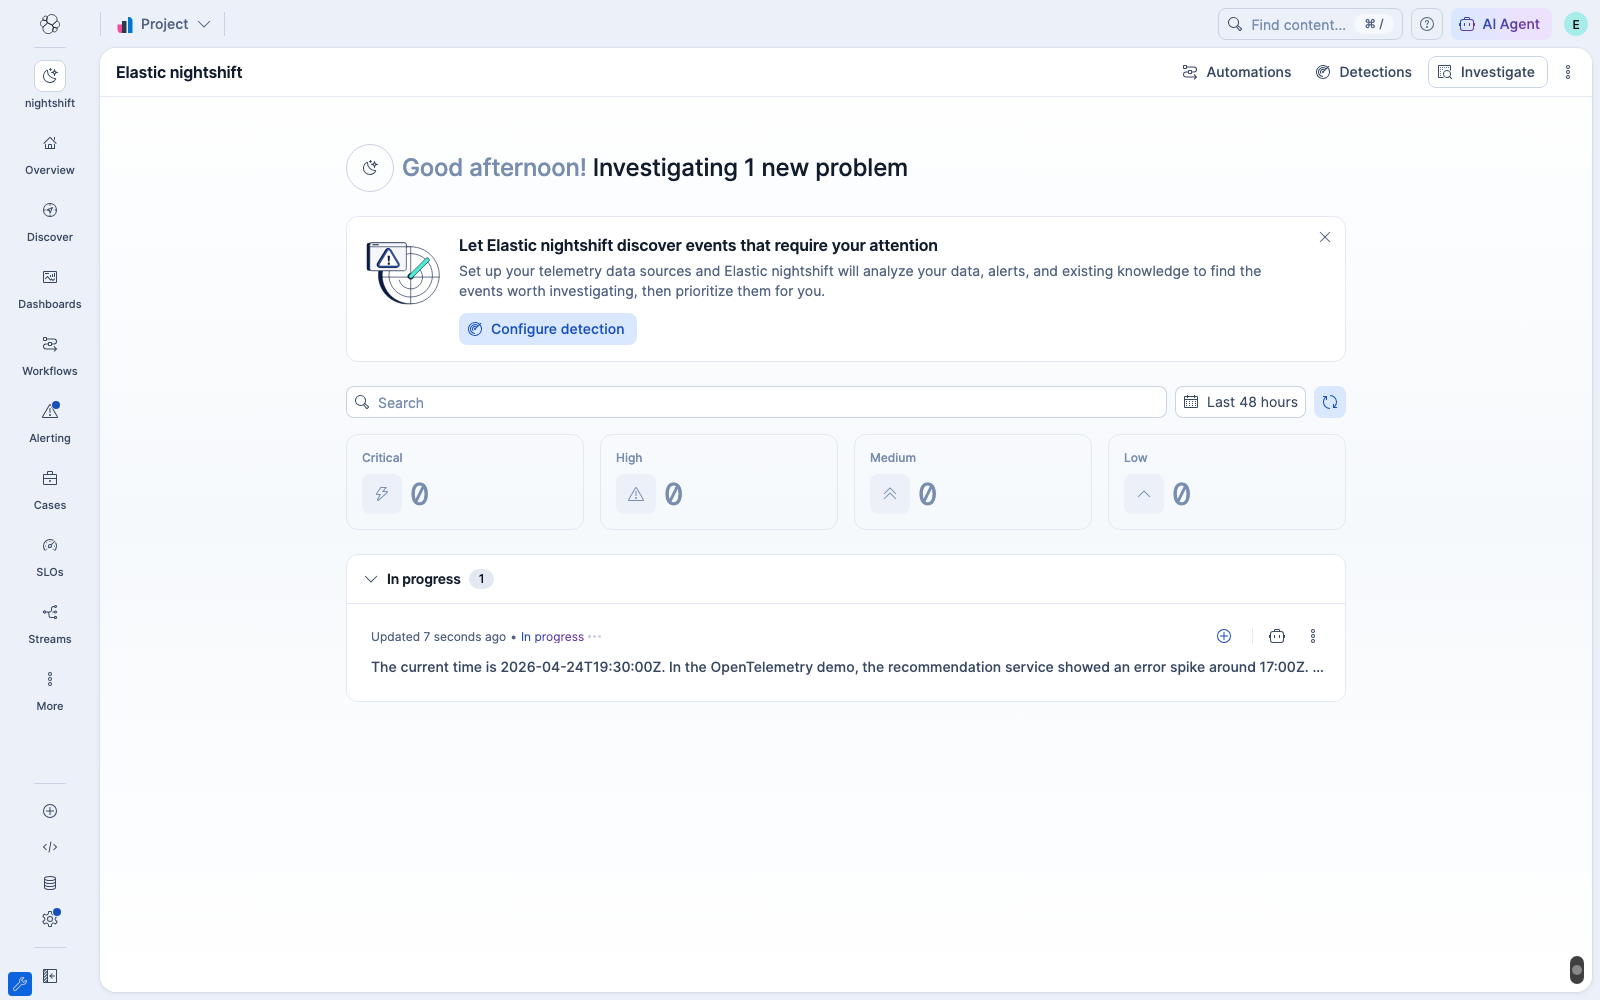 Project
Find content...
⌘ /
AI Agent
E
Elastic nightshift
Automations
Detections
Investigate
nightshift
Overview
Discover
Dashboards
Workflows
Alerting
Cases
SLOs
Streams
More
Good afternoon! Investigating 1 new problem
Let Elastic nightshift discover events that require your attention
Set up your telemetry data sources and Elastic nightshift will analyze your data, alerts, and existing knowledge to find the
events worth investigating, then prioritize them for you.
Configure detection
Search
Last 48 hours
Critical
0
High
0
Medium
0
Low
0
In progress 1
Updated 7 seconds ago • In progress
The current time is 2026-04-24T19:30:00Z. In the OpenTelemetry demo, the recommendation service showed an error spike around 17:00Z. ...